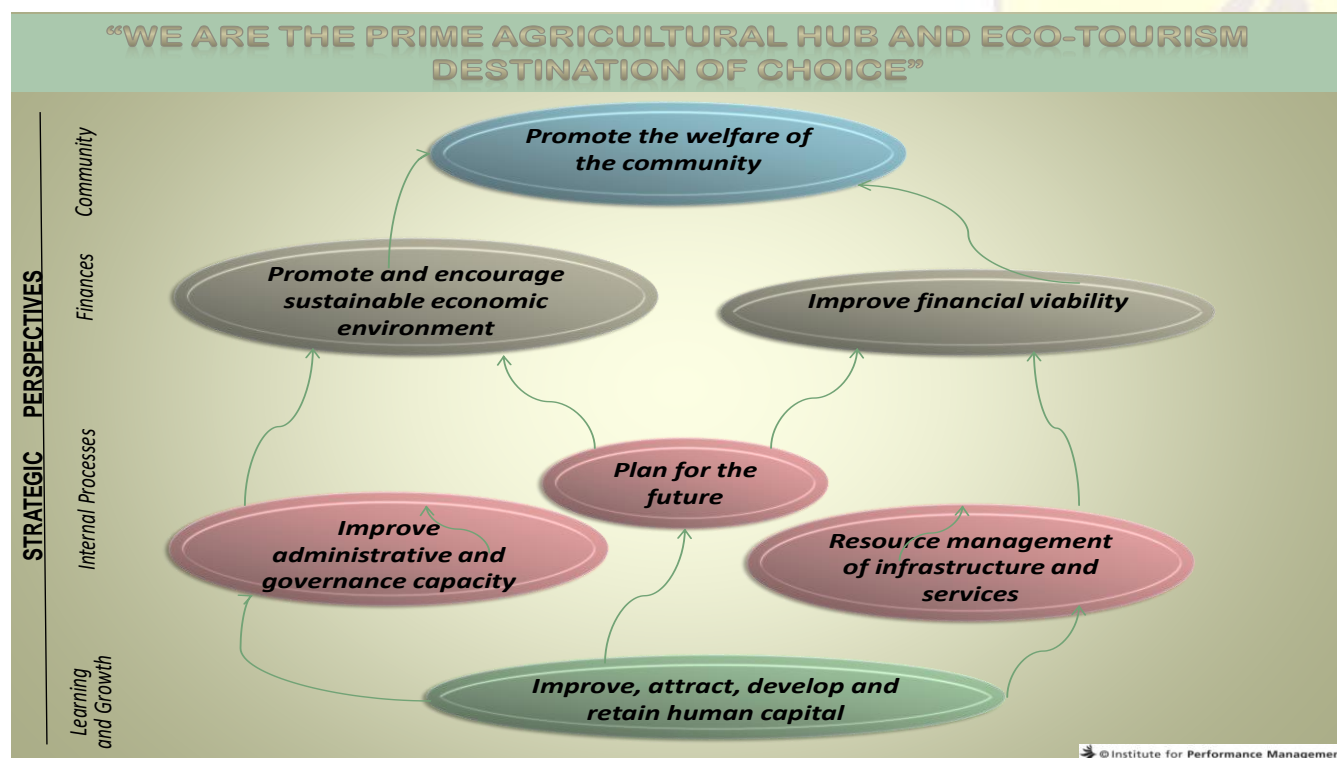 “WE ARE THE PRIME AGRICULTURAL HUB AND ECO-TOURISM
DESTINATION OF CHOICE”
STRATEGIC PERSPECTIVES
Community
Promote the welfare of
the community
Finances
Promote and encourage
sustainable economic
environment
Improve financial viability
Internal Processes
Plan for the
future
Improve
administrative and
governance capacity
Resource management
of infrastructure and
services
Learning
and Growth
Improve, attract, develop and
retain human capital
© Institute for Performance Managemen